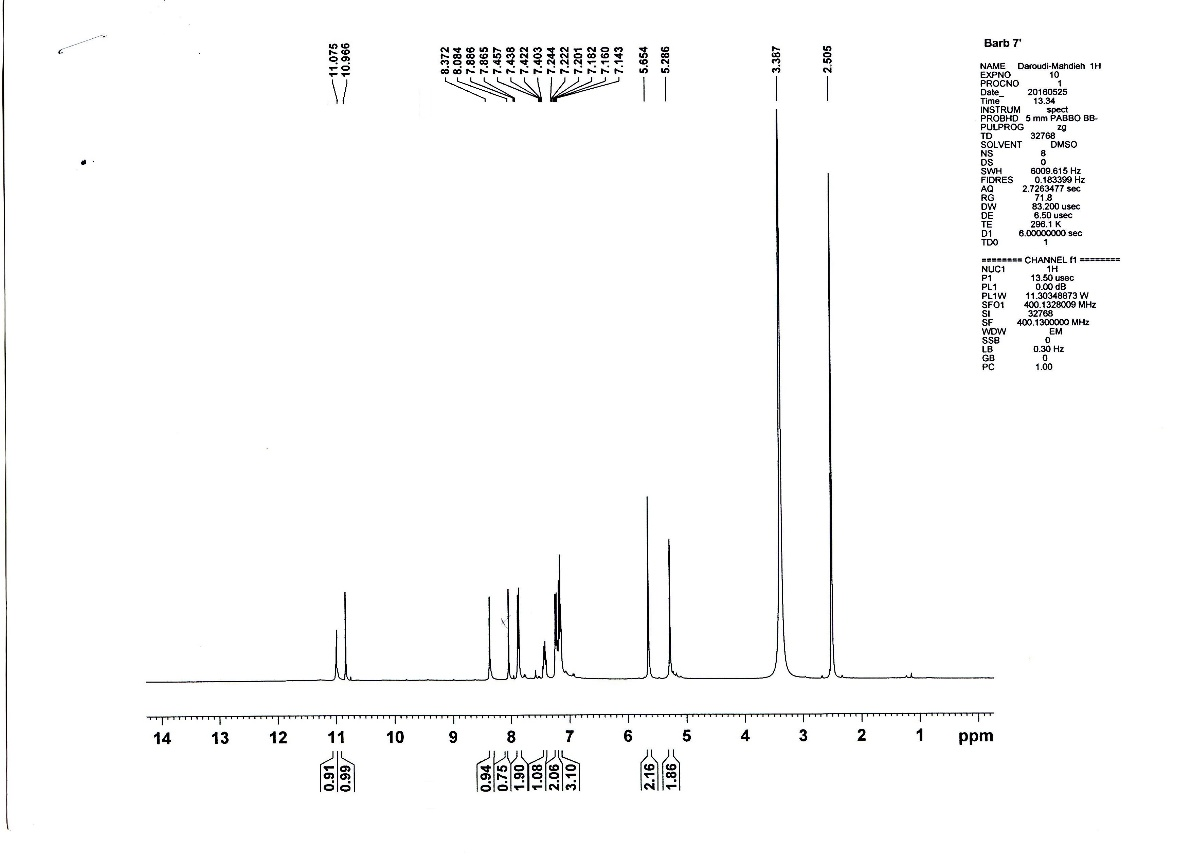 11.075
10.966
8.372
8.084
7.886
7.865
7.457
7.438
7.422
7.403
7.244
7.222
7.201
7.182
7.160
7.143
5.654
5.286
3.387
2.505
Barb 7'
NAME Daroudi-Mahdieh 1H
EXPNO 10
PROCNO 1
Date_ 20160525
Time 13.34
INSTRUM spect
PROBHD 5 mm PABBO BB-
PULPROG zg
TD 32768
SOLVENT DMSO
NS 8
DS 0
SWH 6009.615 Hz
FIDRES 0.183399 Hz
AQ 2.7263477 sec
RG 71.8
DW 83.200 usec
DE 6.50 usec
TE 296.1 K
D1 6.00000000 sec
TD0 1
======== CHANNEL f1 ========
NUC1 1H
P1 13.50 usec
PL1 0.00 dB
PL1W 11.30348873 W
SFO1 400.1328009 MHz
SI 32768
SF 400.1300000 MHz
WDW EM
SSB 0
LB 0.30 Hz
GB 0
PC 1.00
14 13 12 11 10 9 8 7 6 5 4 3 2 1 ppm
0.91
0.99
0.94
0.75
1.90
1.08
2.06
3.10
2.16
1.86